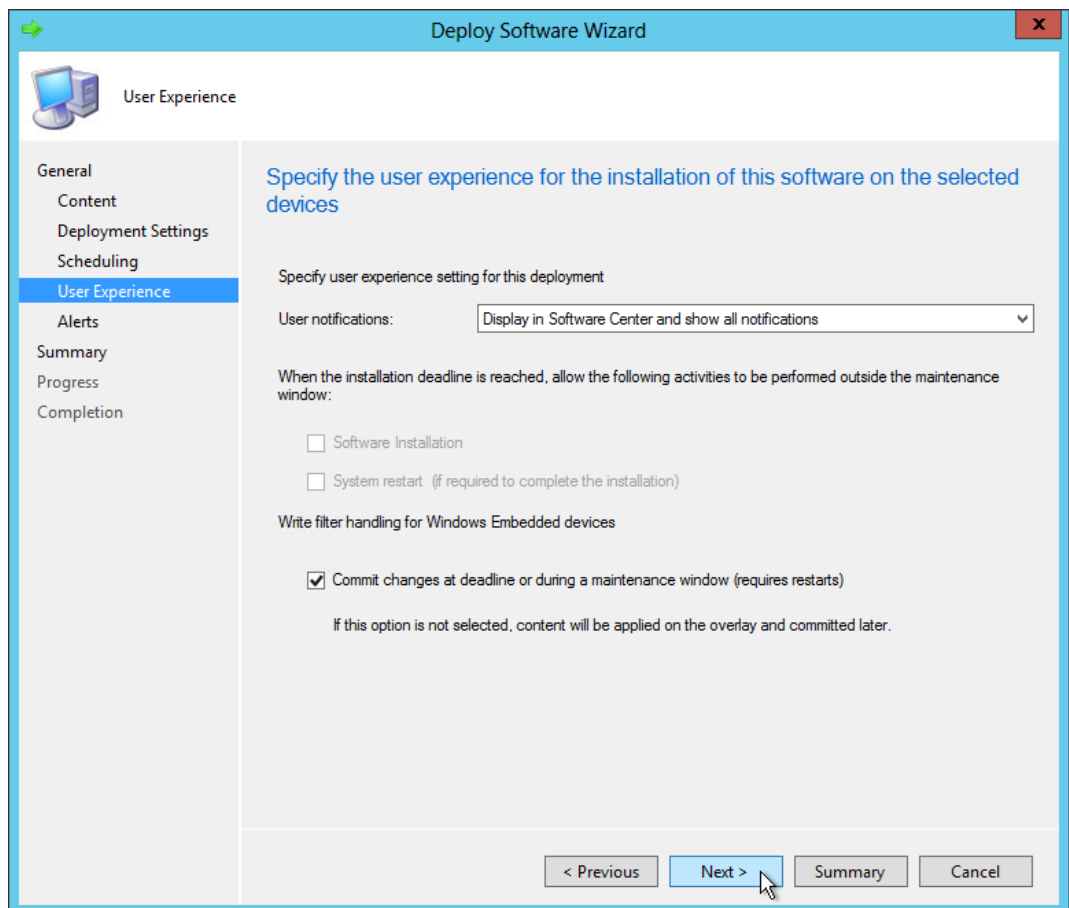 Deploy Software Wizard
x
User Experience
General
Content
Deployment Settings
Scheduling
User Experience
Alerts
Summary
Progress
Completion
Specify the user experience for the installation of this software on the selected
devices
Specify user experience setting for this deployment
User notifications: Display in Software Center and show all notifications
When the installation deadline is reached, allow the following activities to be performed outside the maintenance
window:
Software Installation
System restart (if required to complete the installation)
Write filter handling for Windows Embedded devices
Commit changes at deadline or during a maintenance window (requires restarts)
If this option is not selected, content will be applied on the overlay and committed later.
< Previous Next > Summary Cancel